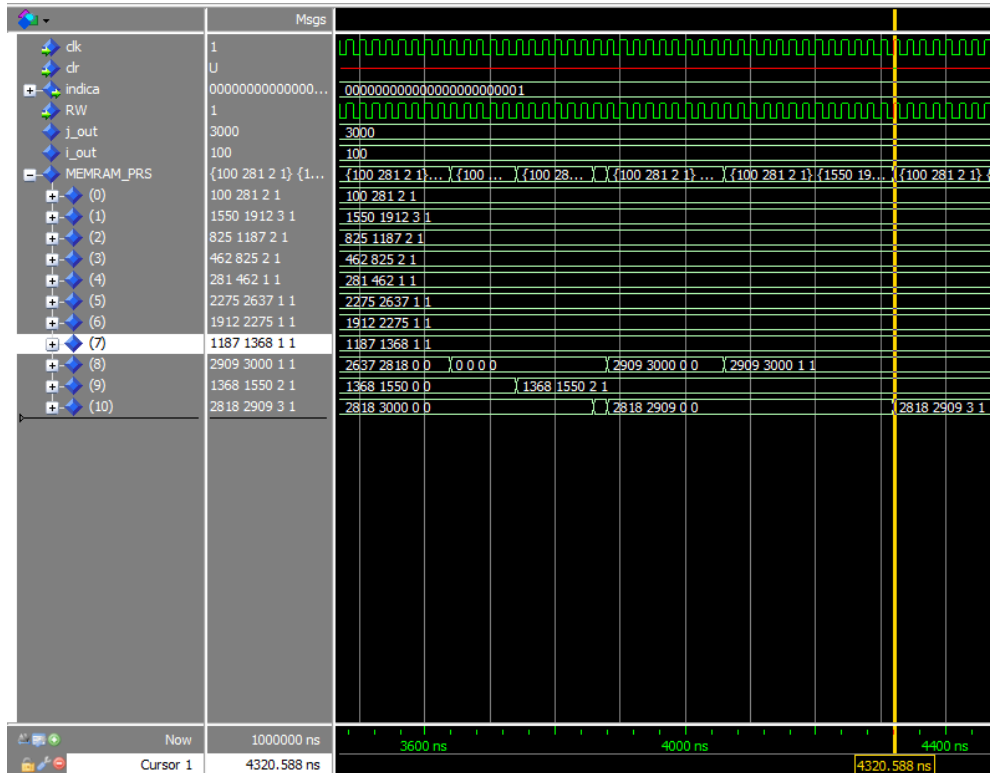 Msgs
clk 1
clr U
indica 00000000000000... 000000000000000000000001
RW 1
j_out 3000 3000
i_out 100 100
MEMRAM_PRS {100 281 2 1} {1... {100 281 2 1}... {100 ... {100 28... {100 281 2 1} ... {100 281 2 1} {1550 19... {100 281 2 1} {
(0) 100 281 2 1 100 281 2 1
(1) 1550 1912 3 1 1550 1912 3 1
(2) 825 1187 2 1 825 1187 2 1
(3) 462 825 2 1 462 825 2 1
(4) 281 462 1 1 281 462 1 1
(5) 2275 2637 1 1 2275 2637 1 1
(6) 1912 2275 1 1 1912 2275 1 1
(7) 1187 1368 1 1 1187 1368 1 1
(8) 2909 3000 1 1 2637 2818 0 0 0 0 0 0 2909 3000 0 0 2909 3000 1 1
(9) 1368 1550 2 1 1368 1550 0 0 1368 1550 2 1
(10) 2818 2909 3 1 2818 3000 0 0 2818 2909 0 0 2818 2909 3 1
Now 1000000 ns 3600 ns 4000 ns 4400 ns
Cursor 1 4320.588 ns 4320.588 ns